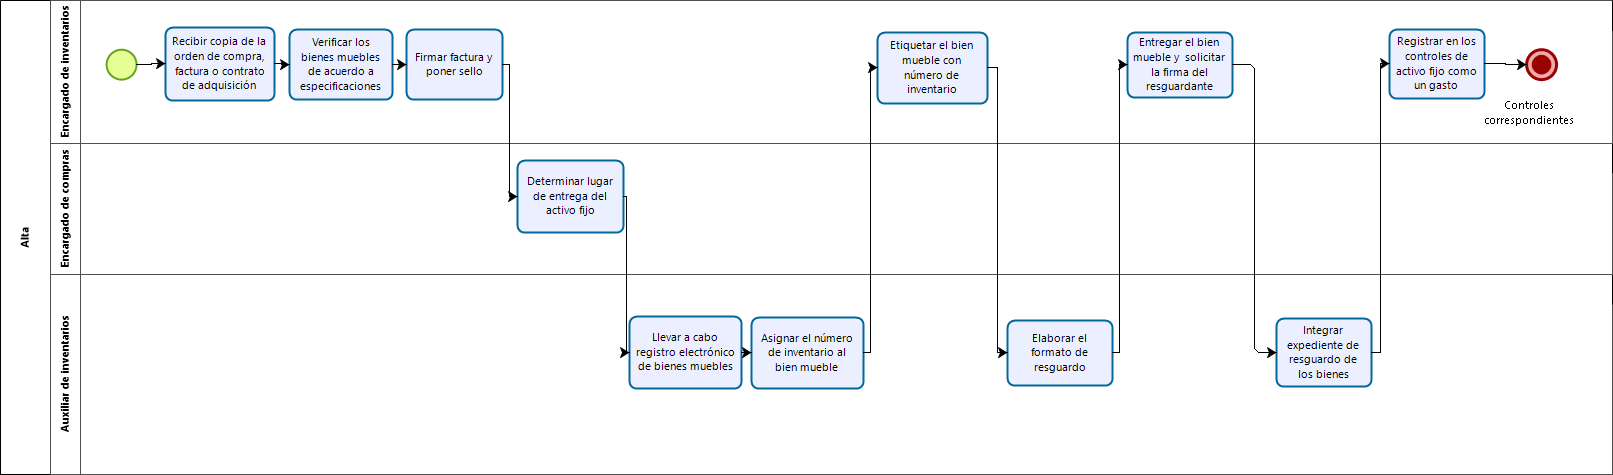 Alta
Encargado de inventarios
Recibir copia de la
orden de compra,
factura o contrato
de adquisición
Verificar los
bienes muebles
de acuerdo a
especificaciones
Firmar factura y
poner sello
Etiquetar el bien
mueble con
número de
inventario
Entregar el bien
mueble y solicitar
la firma del
resguardante
Registrar en los
controles de
activo fijo como
un gasto
Controles
correspondientes
Encargado de compras
Determinar lugar
de entrega del
activo fijo
Auxiliar de inventarios
Llevar a cabo
registro electrónico
de bienes muebles
Asignar el número
de inventario al
bien mueble
Elaborar el
formato de
resguardo
Integrar
expediente de
resguardo de
los bienes